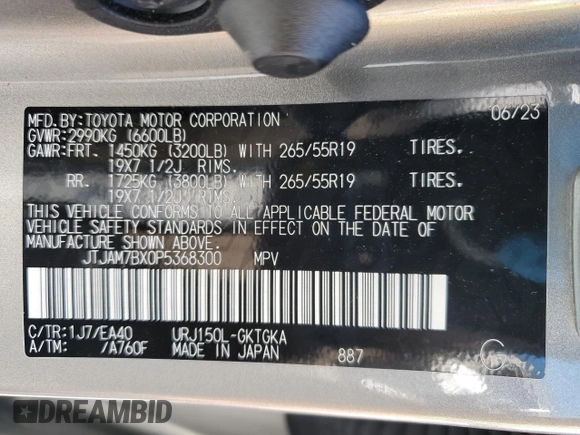 MFD.BY:TOYOTA MOTOR CORPORATION 06/23
GVWR:2990KG (6600LB)
GAWR:FRT. 1450KG (3200LB) WITH 265/55R19 TIRES.
19X7 1/2J RIMS.
RR. 1725KG (3800LB) WITH 265/55R19 TIRES.
19X7 1/2J RIMS.
THIS VEHICLE CONFORMS TO ALL APPLICABLE FEDERAL MOTOR
VEHICLE SAFETY STANDARDS IN EFFECT ON THE DATE OF
MANUFACTURE SHOWN ABOVE.
JTJAM7BX0P5368300 MPV
C/TR:1J7/EA40 URJ150L-GKTGKA
A/TM: /A760F MADE IN JAPAN 887
DREAMBID